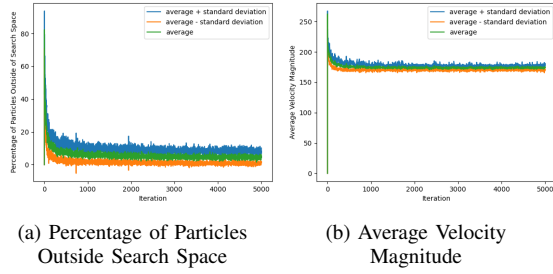 average + standard deviation
average - standard deviation
average
80
60
40
20
0
Percentage of Particles Outside of Search Space
0
1000
2000
3000
4000
5000
Iteration
(a) Percentage of Particles
Outside Search Space
average + standard deviation
average - standard deviation
average
250
200
150
100
50
0
Average Velocity Magnitude
0
1000
2000
3000
4000
5000
Iteration
(b) Average Velocity
Magnitude